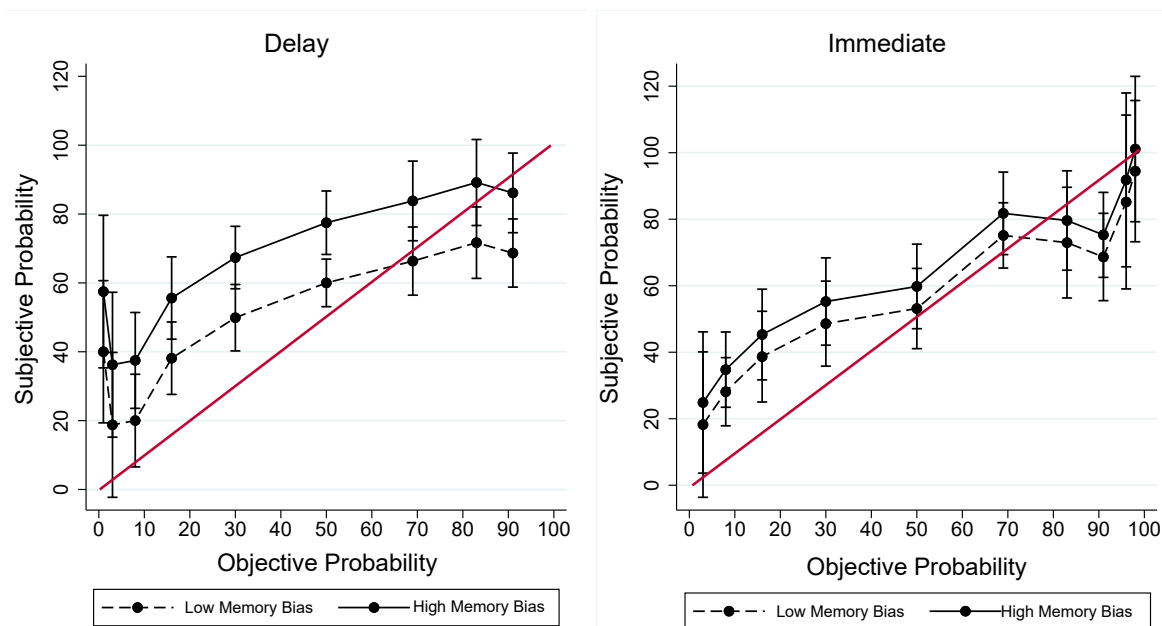 Delay
Subjective Probability
120
100
80
60
40
20
0
0 10 20 30 40 50 60 70 80 90 100
Objective Probability
Low Memory Bias High Memory Bias
Immediate
Subjective Probability
120
100
80
60
40
20
0
0 10 20 30 40 50 60 70 80 90 100
Objective Probability
Low Memory Bias High Memory Bias